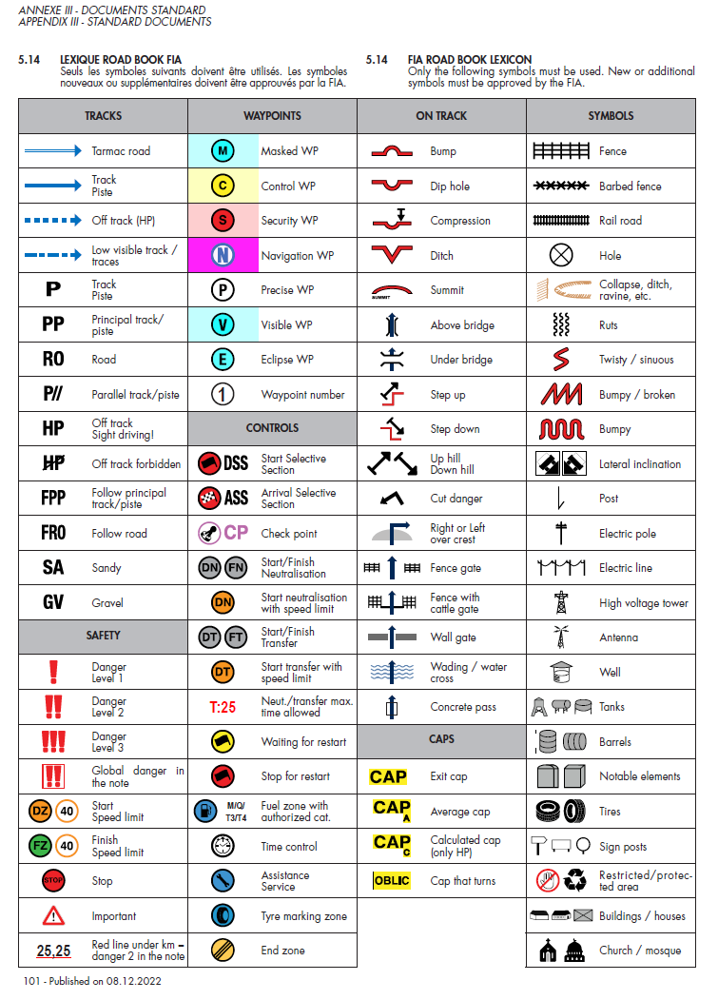 ANNEXE III - DOCUMENTS STANDARD
APPENDIX III - STANDARD DOCUMENTS
5.14 LEXIQUE ROAD BOOK FIA
Seuls les symboles suivants doivent être utilisés. Les symboles
nouveaux ou supplémentaires doivent être approuvés par la FIA.
5.14 FIA ROAD BOOK LEXICON
Only the following symbols must be used. New or additional
symbols must be approved by the FIA.
TRACKS
Tarmac road
Track
Piste
Off track (HP)
Low visible track /
traces
P Track
Piste
PP Principal track/
piste
RO Road
P// Parallel track/piste
HP Off track
Sight driving!
HP Off track forbidden
FPP Follow principal
track/piste
FRO Follow road
SA Sandy
GV Gravel
SAFETY
! Danger
Level 1
!! Danger
Level 2
!!! Danger
Level 3
!! Global danger in
the note
DZ 40 Start
Speed limit
FZ 40 Finish
Speed limit
STOP Stop
! Important
25,25 Red line under km –
danger 2 in the note
WAYPOINTS
M Masked WP
C Control WP
S Security WP
N Navigation WP
P Precise WP
V Visible WP
E Eclipse WP
1 Waypoint number
CONTROLS
DSS Start Selective
Section
ASS Arrival Selective
Section
CP Check point
DN FN Start/Finish
Neutralisation
DN Start neutralisation
with speed limit
DT FT Start/Finish
Transfer
DT Start transfer with
speed limit
T:25 Neut./transfer max.
time allowed
Waiting for restart
Stop for restart
M/Q/
T3/T4 Fuel zone with
authorized cat.
Time control
Assistance
Service
Tyre marking zone
End zone
ON TRACK
Bump
Dip hole
Compression
Ditch
SUMMIT Summit
Above bridge
Under bridge
Step up
Step down
Up hill
Down hill
Cut danger
Right or Left
over crest
Fence gate
Fence with
cattle gate
Wall gate
Wading / water
cross
Concrete pass
CAPS
CAP Exit cap
CAP A Average cap
CAP C Calculated cap
(only HP)
OBLIC Cap that turns
SYMBOLS
Fence
Barbed fence
Rail road
Hole
Collapse, ditch,
ravine, etc.
Ruts
Twisty / sinuous
Bumpy / broken
Bumpy
Lateral inclination
Post
Electric pole
Electric line
High voltage tower
Antenna
Well
Tanks
Barrels
Notable elements
Tires
Sign posts
Restricted/protec-
ted area
Buildings / houses
Church / mosque
101 - Published on 08.12.2022